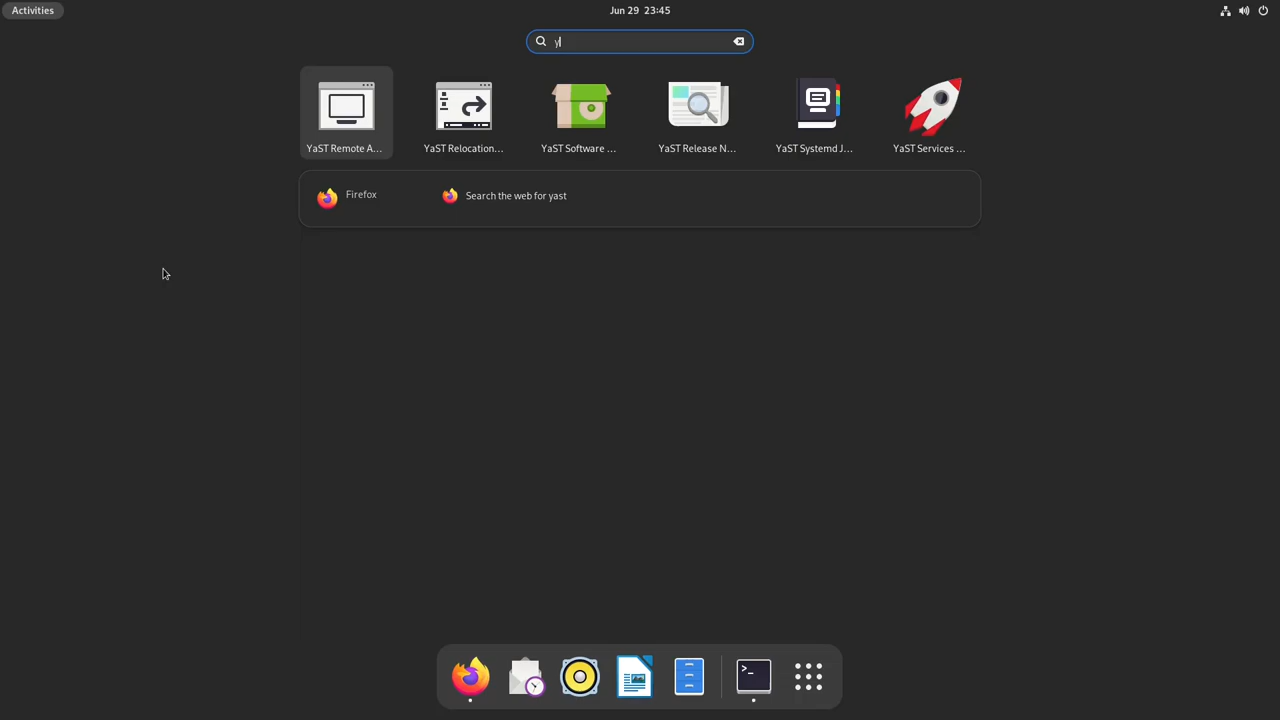 Activities
Jun 29 23:45
y
YaST Remote A...
YaST Relocation...
YaST Software ...
YaST Release N...
YaST Systemd J...
YaST Services ...
Firefox
Search the web for yast
>_